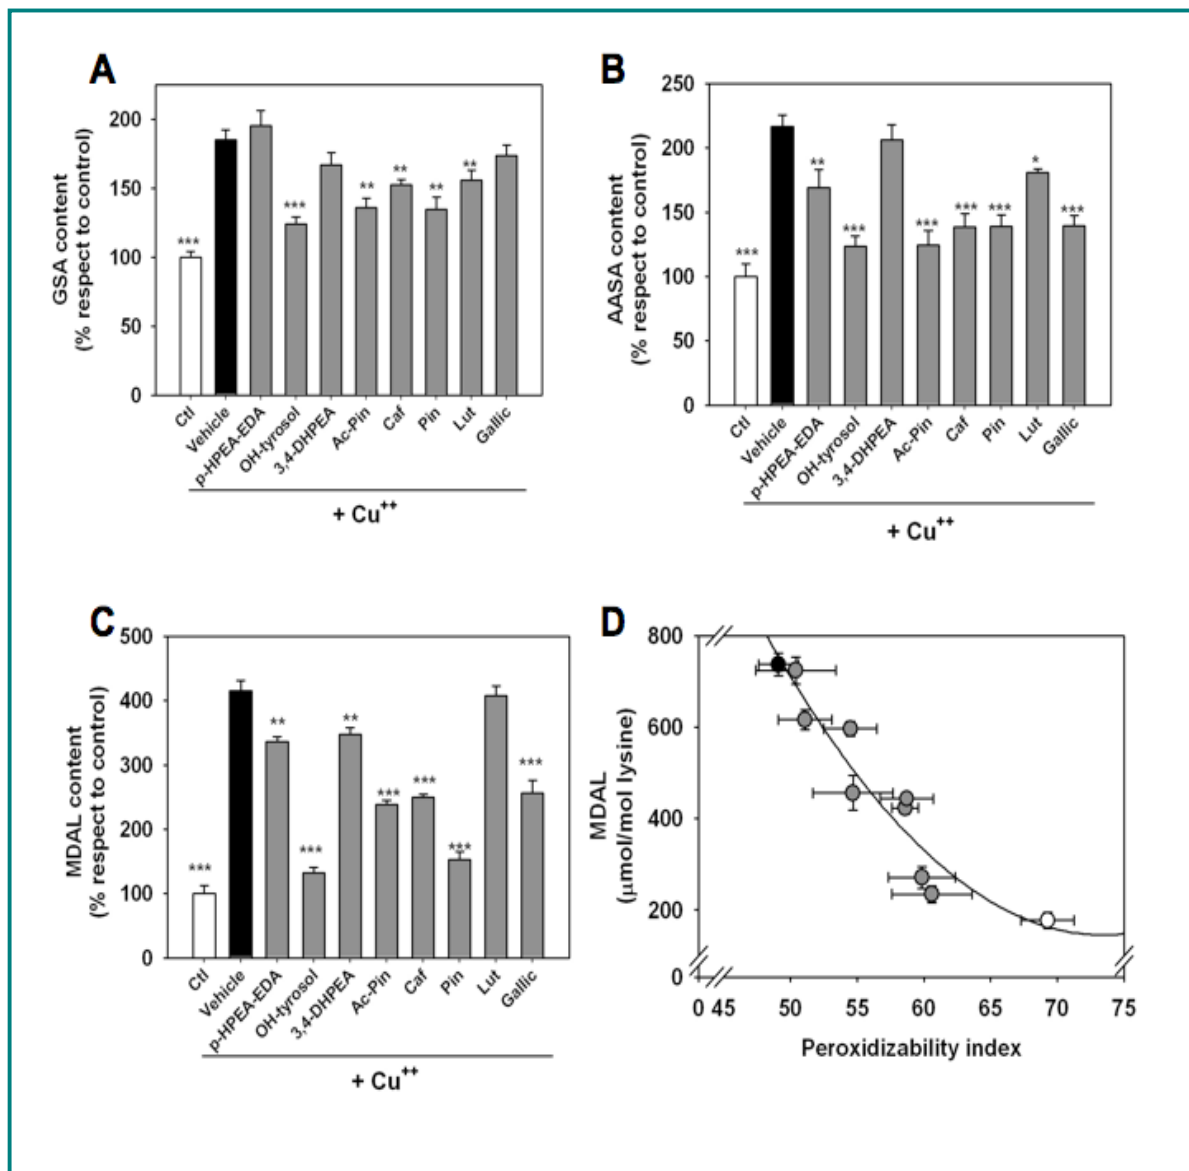 A
GSA content
(% respect to control)
200
150
100
50
0
***
**
**
**
**
***
Ctl
Vehicle
p-HPEA-EDA
OH-tyrosol
3,4-DHPEA
Ac-Pin
Caf
Pin
Lut
Gallic
+ Cu++
B
AASA content
(% respect to control)
250
200
150
100
50
0
***
**
***
***
***
***
*
***
Ctl
Vehicle
p-HPEA-EDA
OH-tyrosol
3,4-DHPEA
Ac-Pin
Caf
Pin
Lut
Gallic
+ Cu++
C
MDAL content
(% respect to control)
500
400
300
200
100
0
***
**
***
**
***
***
***
***
Ctl
Vehicle
p-HPEA-EDA
OH-tyrosol
3,4-DHPEA
Ac-Pin
Caf
Pin
Lut
Gallic
+ Cu++
D
MDAL
(μmol/mol lysine)
800
600
400
200
0
0 45 50 55 60 65 70 75
Peroxidizability index